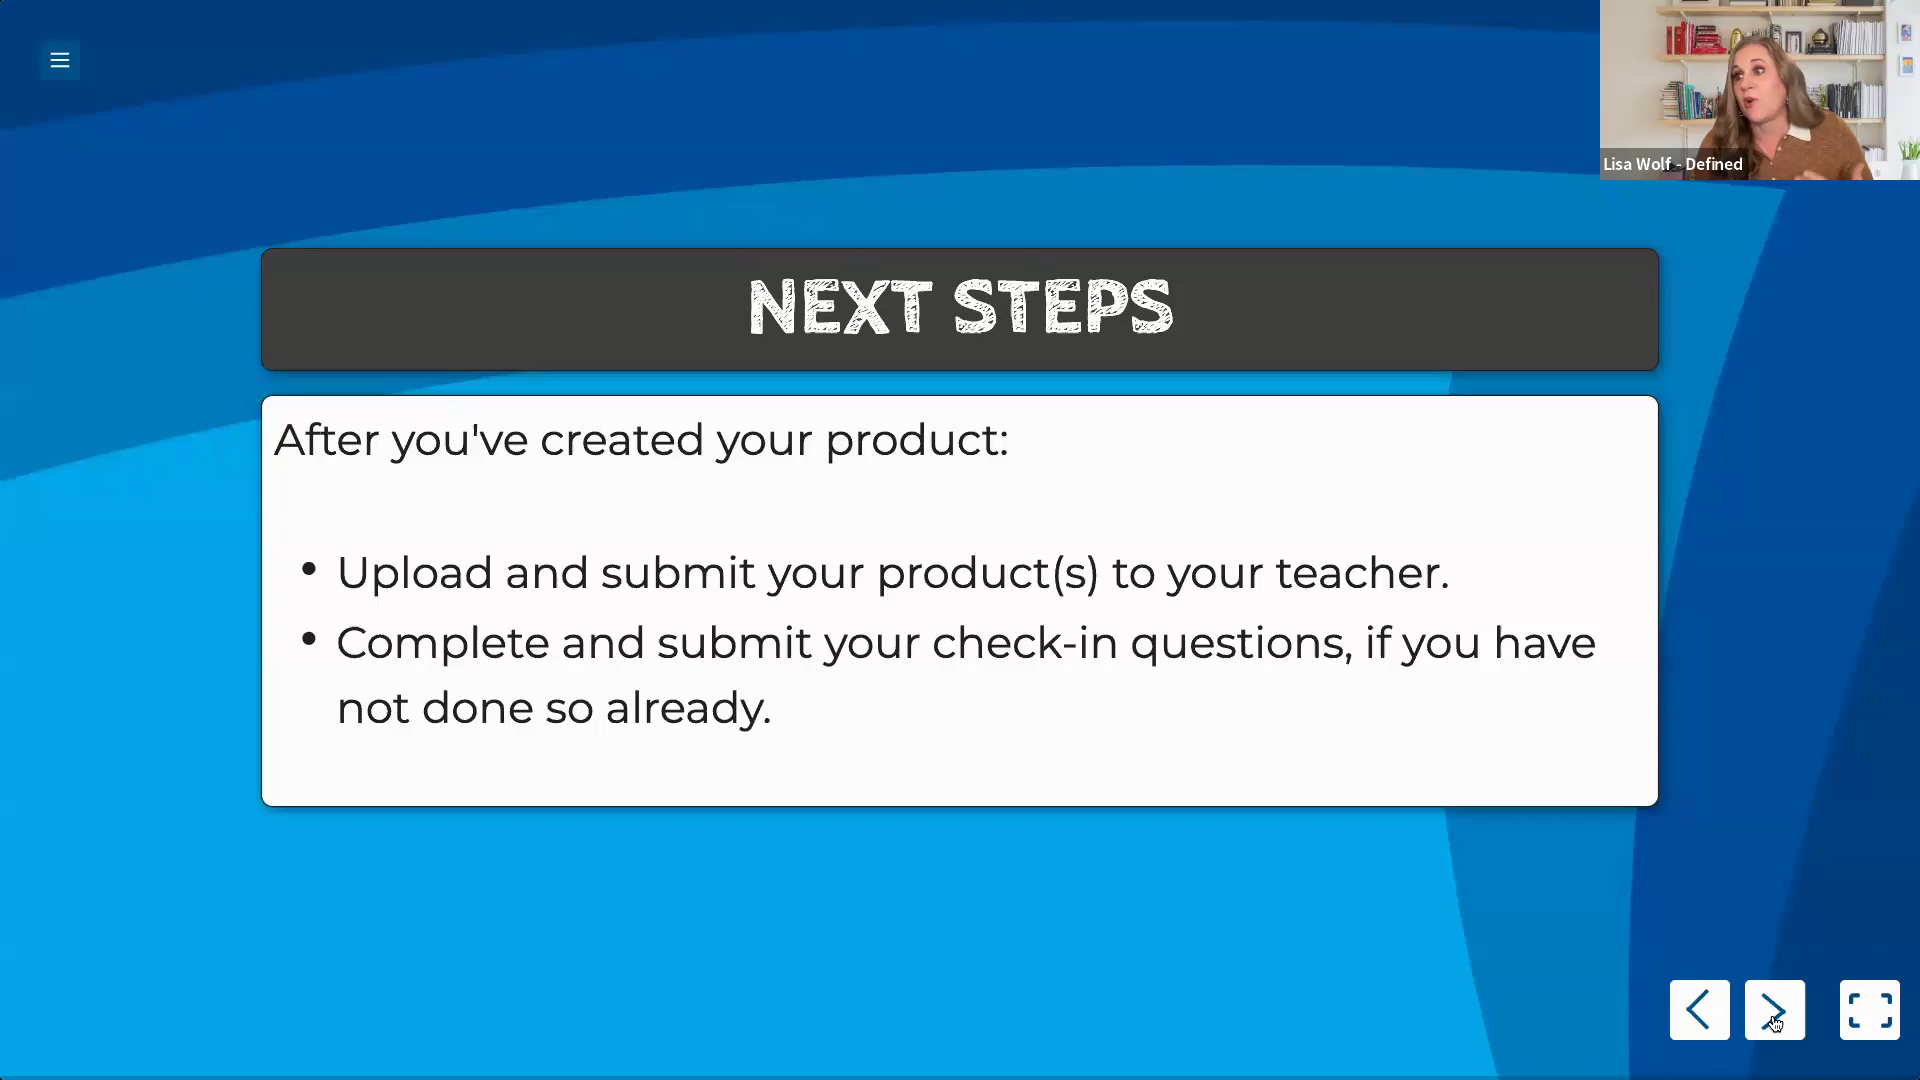 Lisa Wolf - Defined
NEXT STEPS
After you've created your product:
• Upload and submit your product(s) to your teacher.
• Complete and submit your check-in questions, if you have
not done so already.